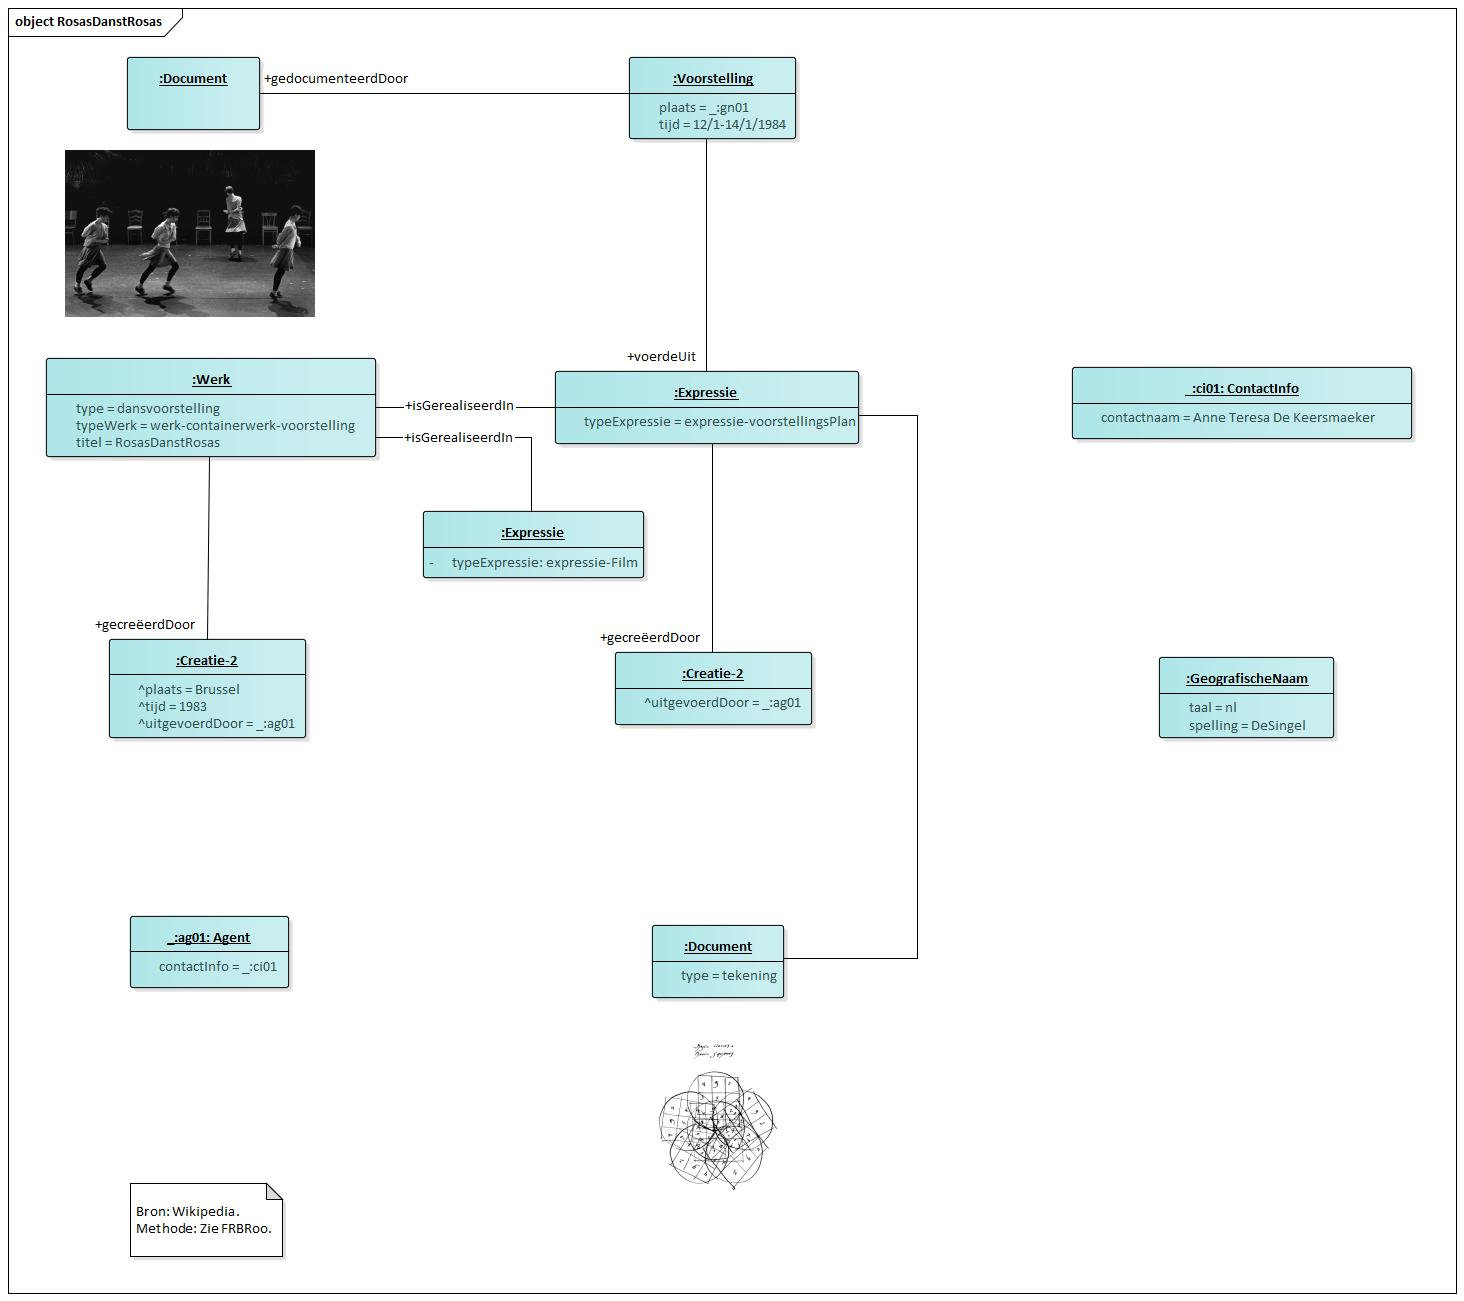 object RosasDanstRosas
:Document
+gedocumenteerdDoor
:Voorstelling
plaats = _:gn01
tijd = 12/1-14/1/1984
+voerdeUit
:Werk
type = dansvoorstelling
typeWerk = werk-containerwerk-voorstelling
titel = RosasDanstRosas
+isGerealiseerdIn
+isGerealiseerdIn
:Expressie
typeExpressie = expressie-voorstellingsPlan
_:ci01: ContactInfo
contactnaam = Anne Teresa De Keersmaeker
:Expressie
- typeExpressie: expressie-Film
+gecreëerdDoor
:Creatie-2
^plaats = Brussel
^tijd = 1983
^uitgevoerdDoor = _:ag01
+gecreëerdDoor
:Creatie-2
^uitgevoerdDoor = _:ag01
:GeografischeNaam
taal = nl
spelling = DeSingel
_:ag01: Agent
contactInfo = _:ci01
:Document
type = tekening
Bron: Wikipedia.
Methode: Zie FRBRoo.